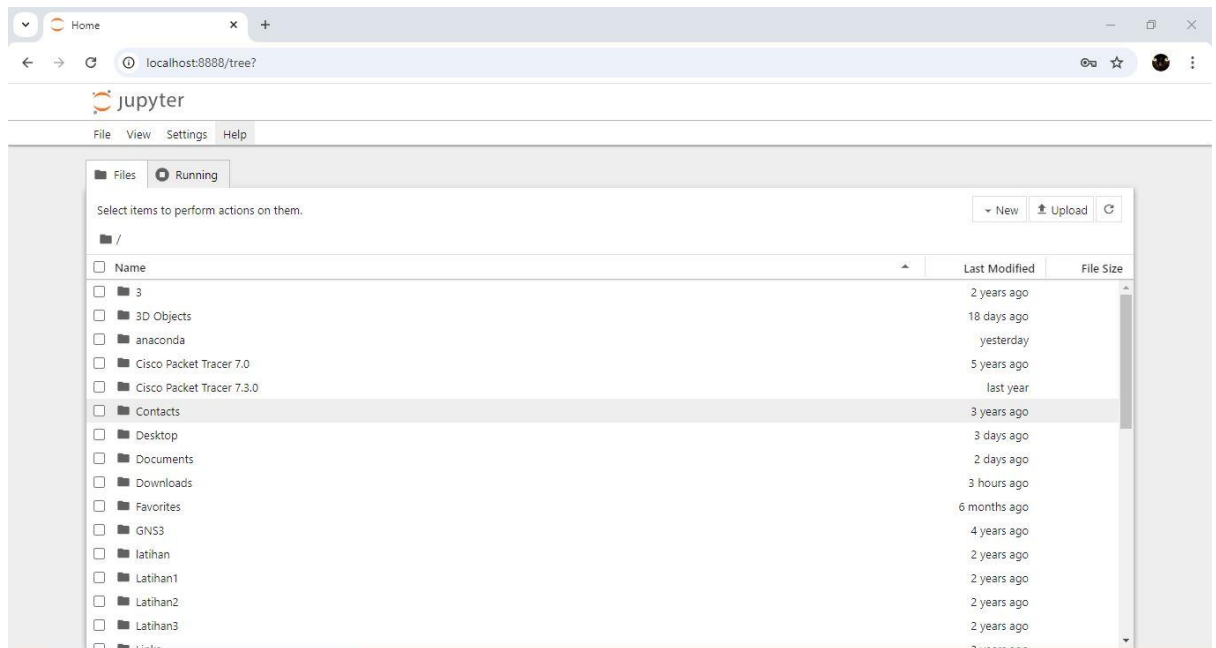 Home
localhost:8888/tree?
jupyter
File View Settings Help
Files Running
Select items to perform actions on them.
New Upload
/
Name Last Modified File Size
3 2 years ago
3D Objects 18 days ago
anaconda yesterday
Cisco Packet Tracer 7.0 5 years ago
Cisco Packet Tracer 7.3.0 last year
Contacts 3 years ago
Desktop 3 days ago
Documents 2 days ago
Downloads 3 hours ago
Favorites 6 months ago
GNS3 4 years ago
latihan 2 years ago
Latihan1 2 years ago
Latihan2 2 years ago
Latihan3 2 years ago